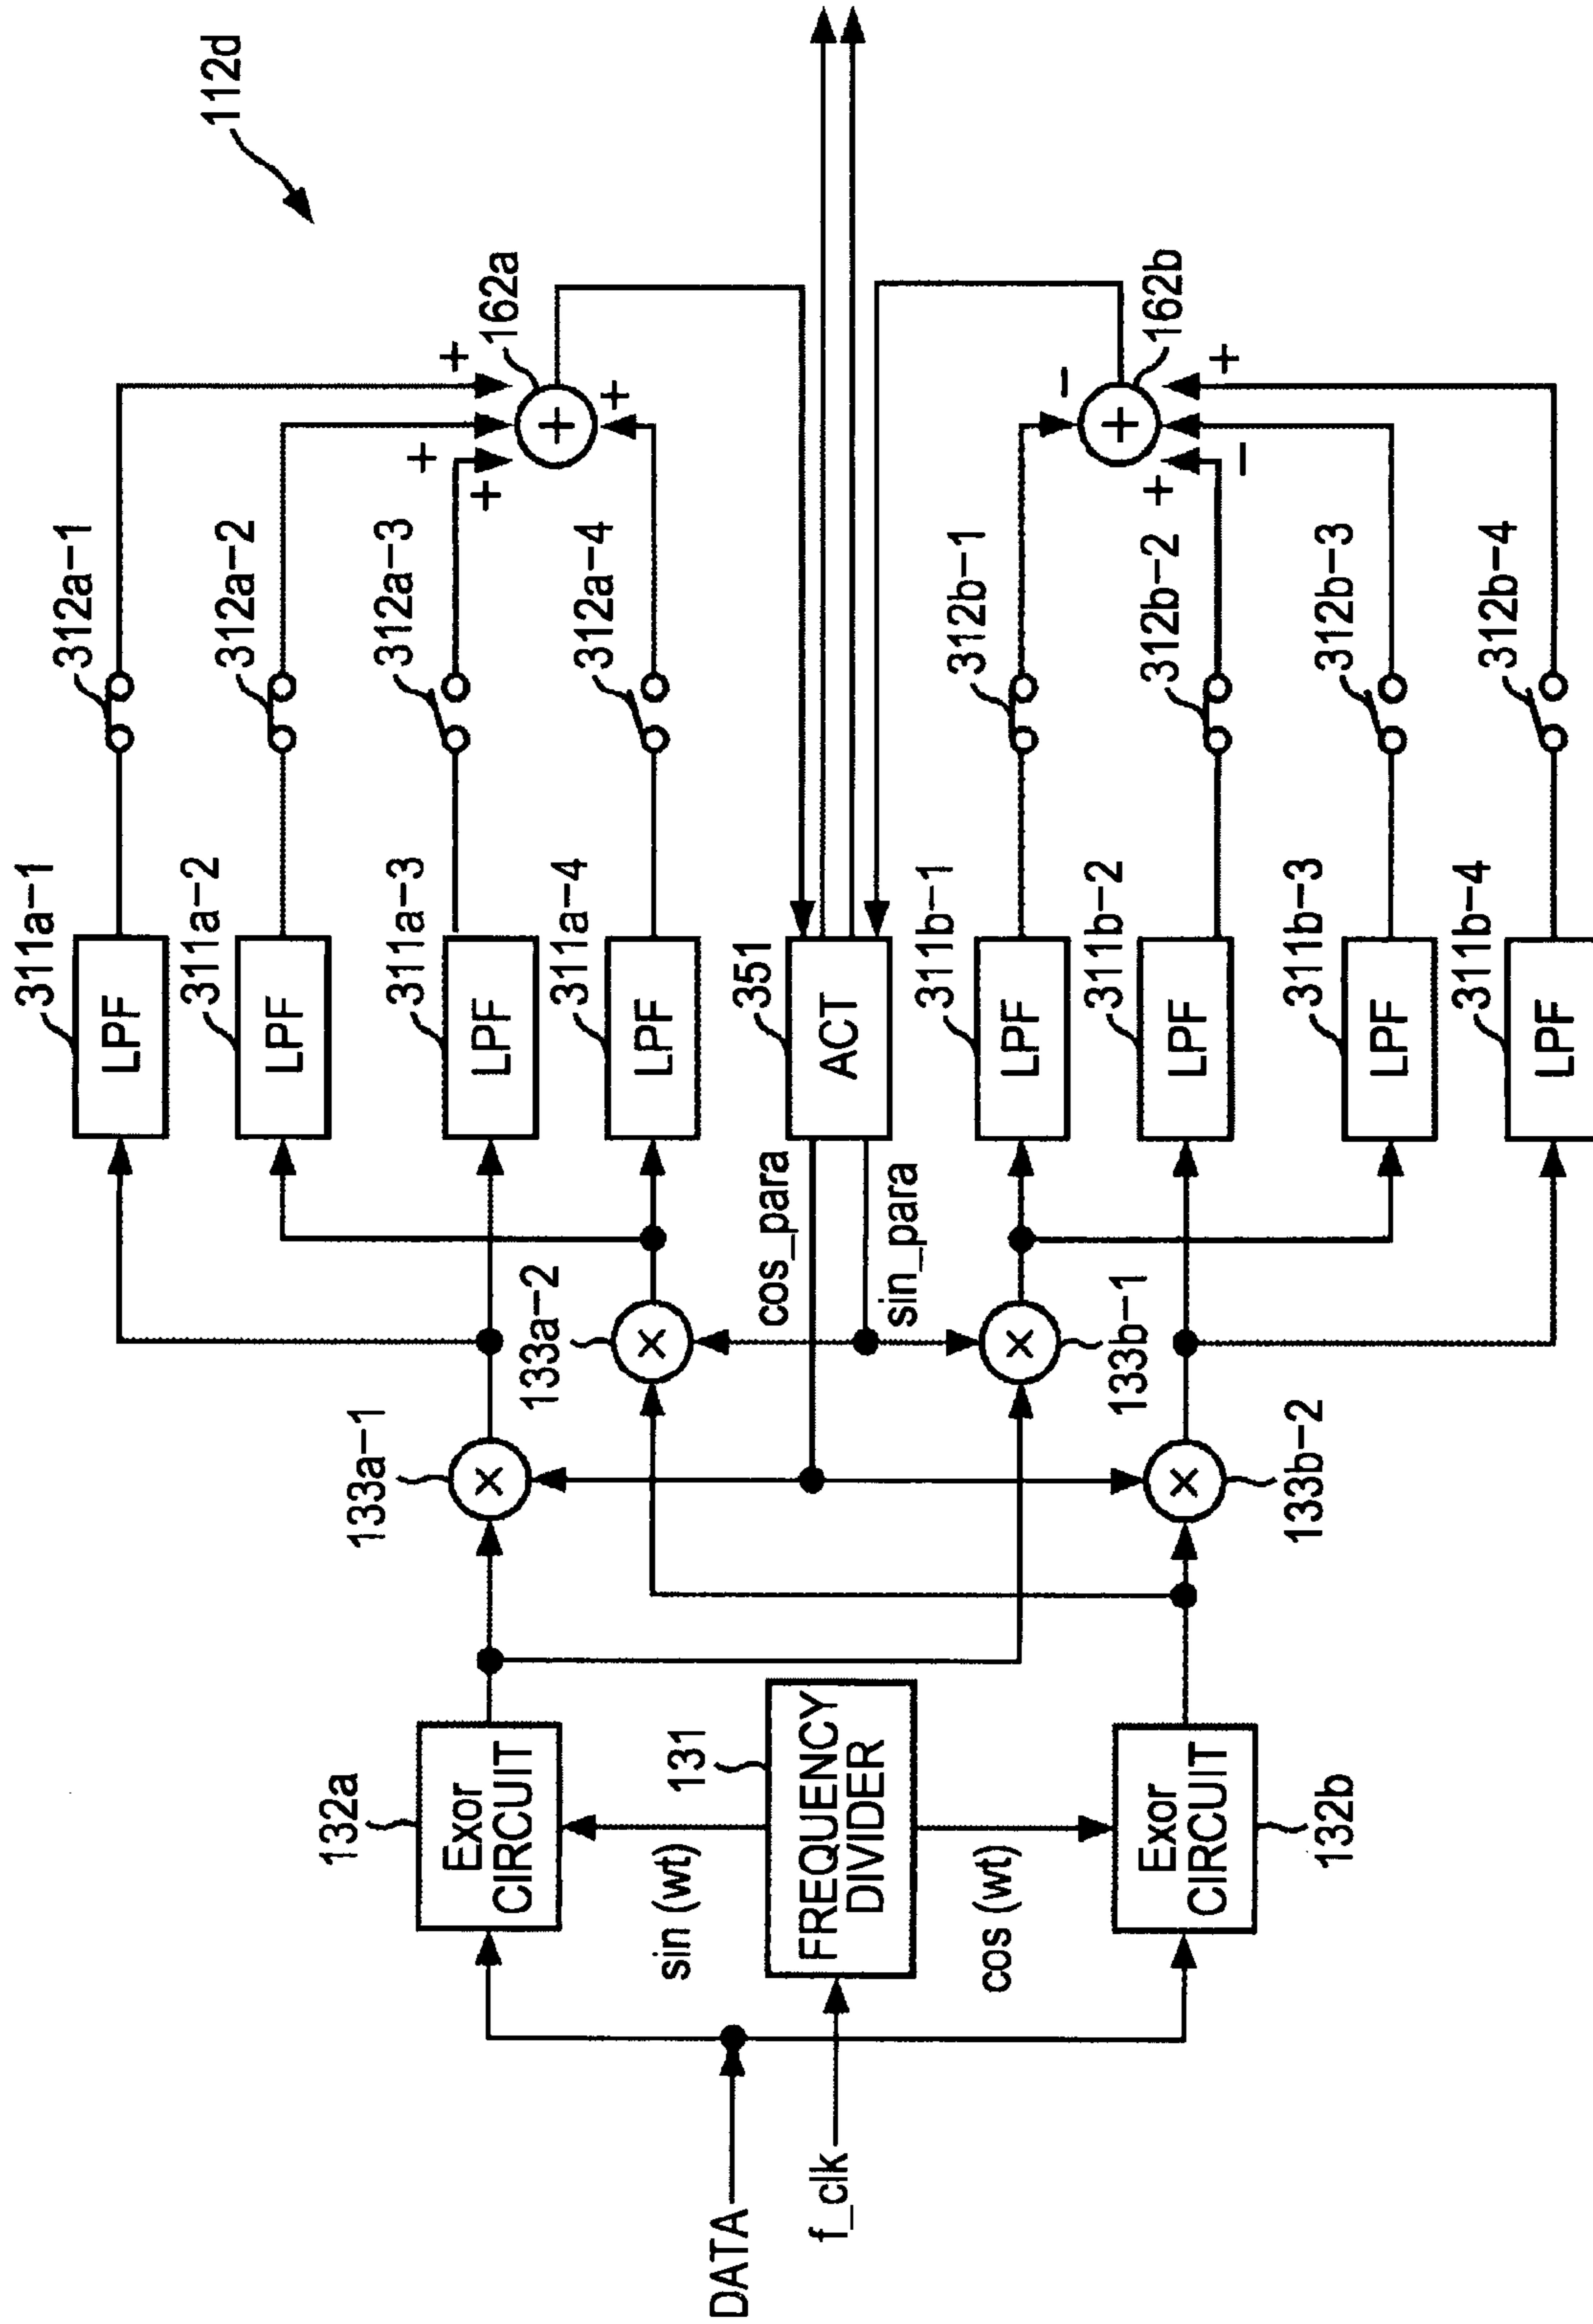 112d
311a-1
LPF
312a-1
311a-2
LPF
312a-2
+
162a
+
+
311a-3
LPF
312a-3
+
+
133a-1
×
133a-2
×
311a-4
LPF
312a-4
132a
Exor
CIRCUIT
sin (wt)
131
FREQUENCY
DIVIDER
cos (wt)
DATA
f_clk
cos_para
sin_para
351
ACT
133b-1
×
311b-1
LPF
312b-1
-
162b
+
+
-
+
132b
Exor
CIRCUIT
133b-2
×
311b-2
LPF
312b-2
311b-3
LPF
312b-3
311b-4
LPF
312b-4